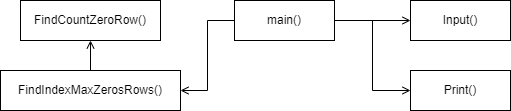 FindCountZeroRow()
main()
Input()
FindIndexMaxZerosRows()
Print()